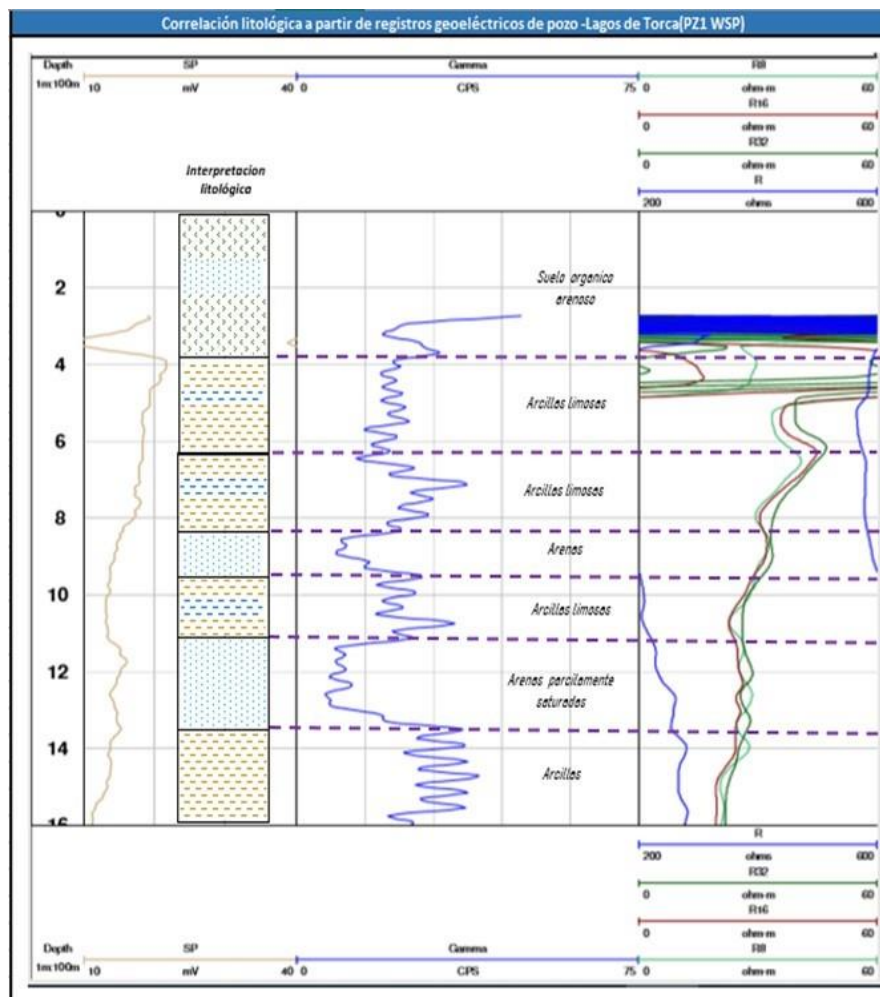 Correlación litológica a partir de registros geoeléctricos de pozo -Lagos de Torca(PZ1 WSP)
Depth SP Gamma R8
1m:100m 10 mV 40 0 CPS 75 0 ohm-m 60
R16
0 ohm-m 60
R32
0 ohm-m 60
R
200 ohms 600
Interpretacion
litológica
0
2
Suelo organico
arenoso
4
Arcillas limosas
6
Arcillas limosas
8
Arenas
10
Arcillas limosas
12
Arenas parcilamente
saturadas
14
Arcillas
16
R
200 ohms 600
R32
0 ohm-m 60
R16
0 ohm-m 60
Depth SP Gamma R8
1m:100m 10 mV 40 0 CPS 75 0 ohm-m 60